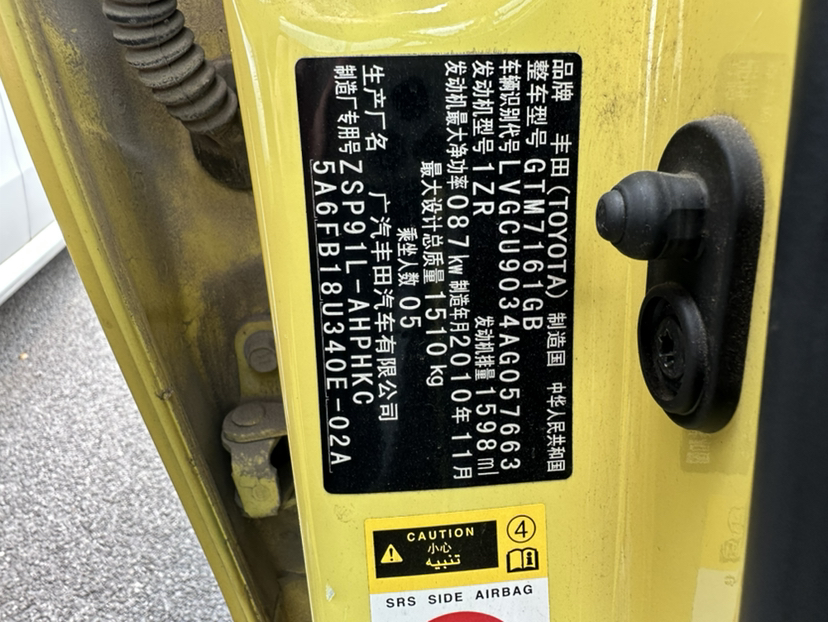 品牌 丰田(TOYOTA) 制造国 中华人民共和国
整车型号 GTM7161GB
车辆识别代号 LVGCU9034AG057663
发动机型号 1ZR 发动机排量 1598ml
发动机最大净功率 087kw 制造年月 2010年11月
最大设计总质量 1510kg
乘坐人数 05
生产厂名 广汽丰田汽车有限公司
制造厂专用号 ZSP91L-AHPHKC
5A6FB18U340E-02A
CAUTION
小心
تنبيه
4
SRS SIDE AIRBAG